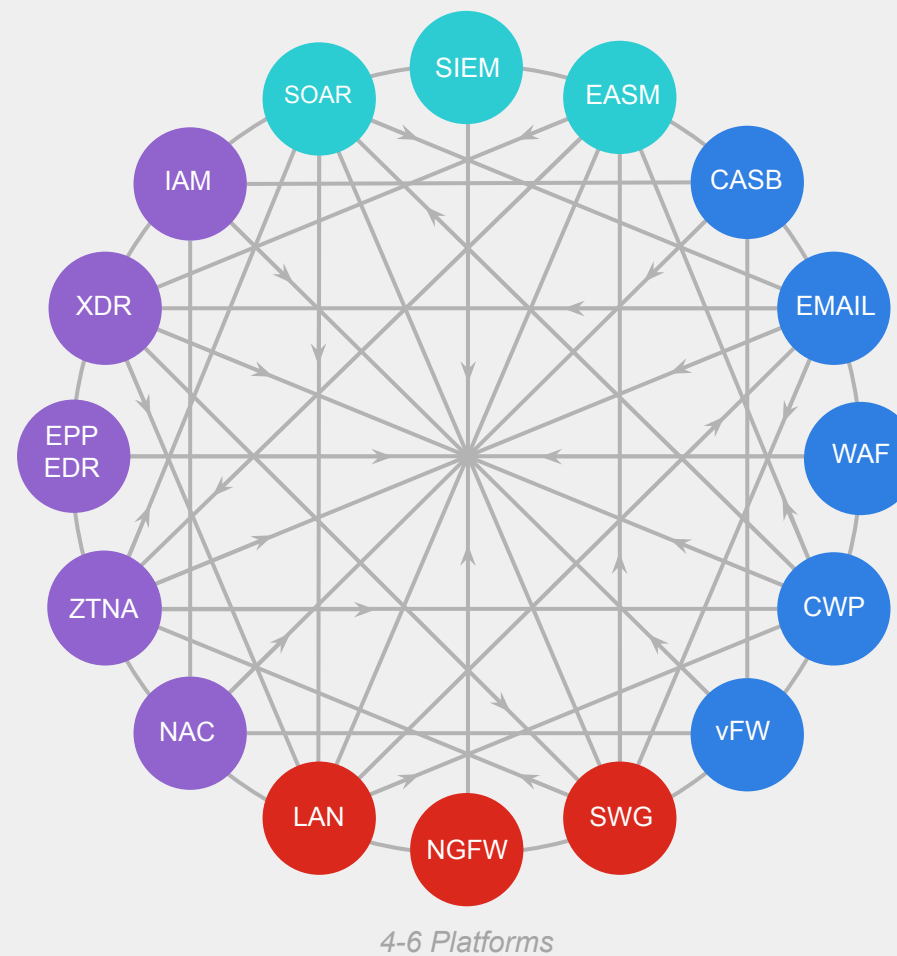 SIEM
SOAR
EASM
IAM
CASB
XDR
EMAIL
EPP
EDR
WAF
ZTNA
CWP
NAC
vFW
LAN
SWG
NGFW
4-6 Platforms